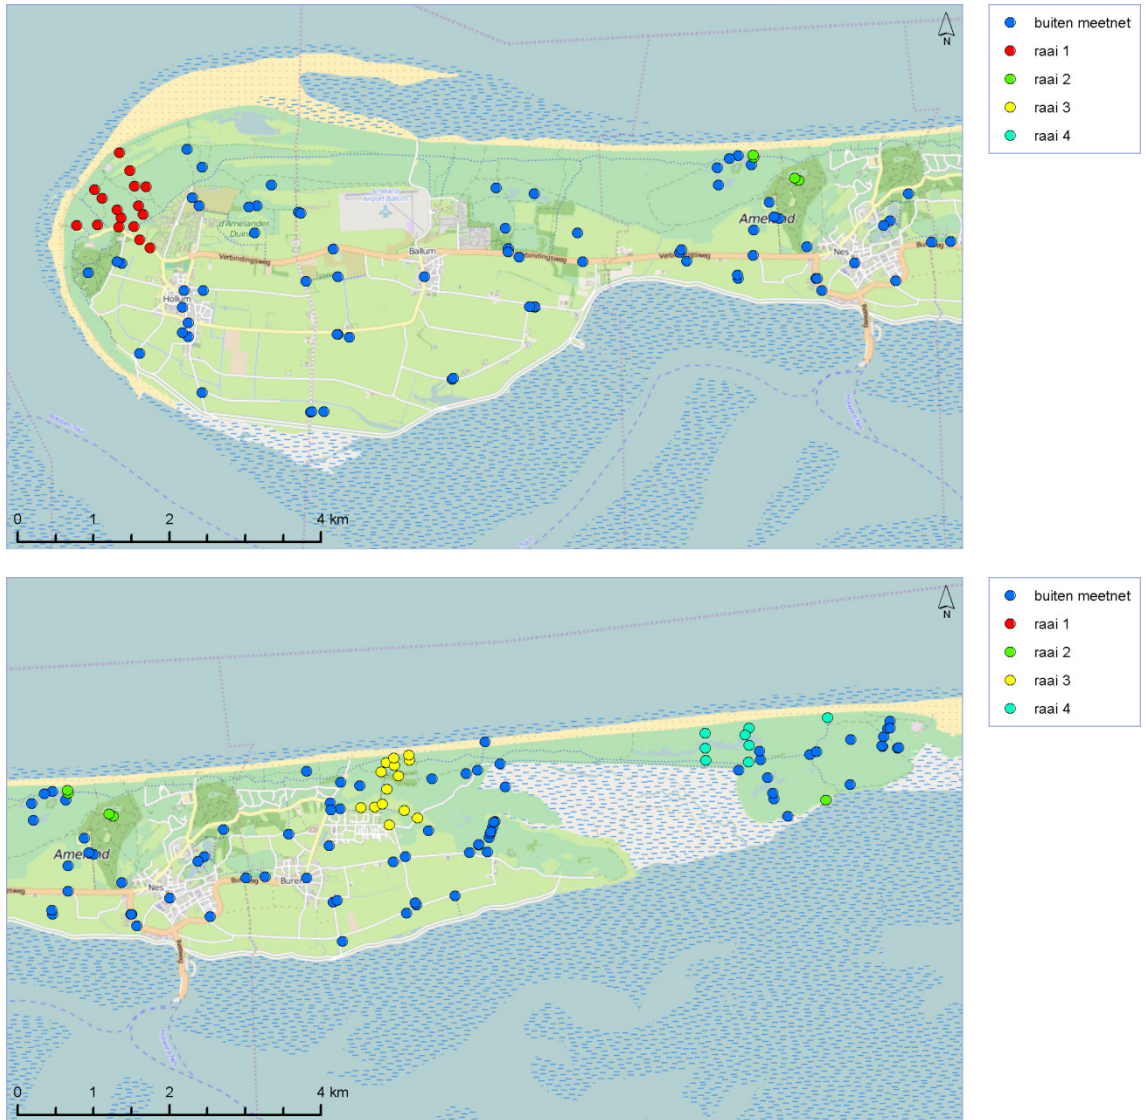 N
buiten meetnet
raai 1
raai 2
raai 3
raai 4
Ameland
Airport Ballum
d'Amelander
Duin
Ameland
Verbindingsweg
Ballum
Verbindingsweg
Verbindingsweg
Nes
Hollum
0 1 2 4 km
N
buiten meetnet
raai 1
raai 2
raai 3
raai 4
Ameland
Nes
Buren
0 1 2 4 km